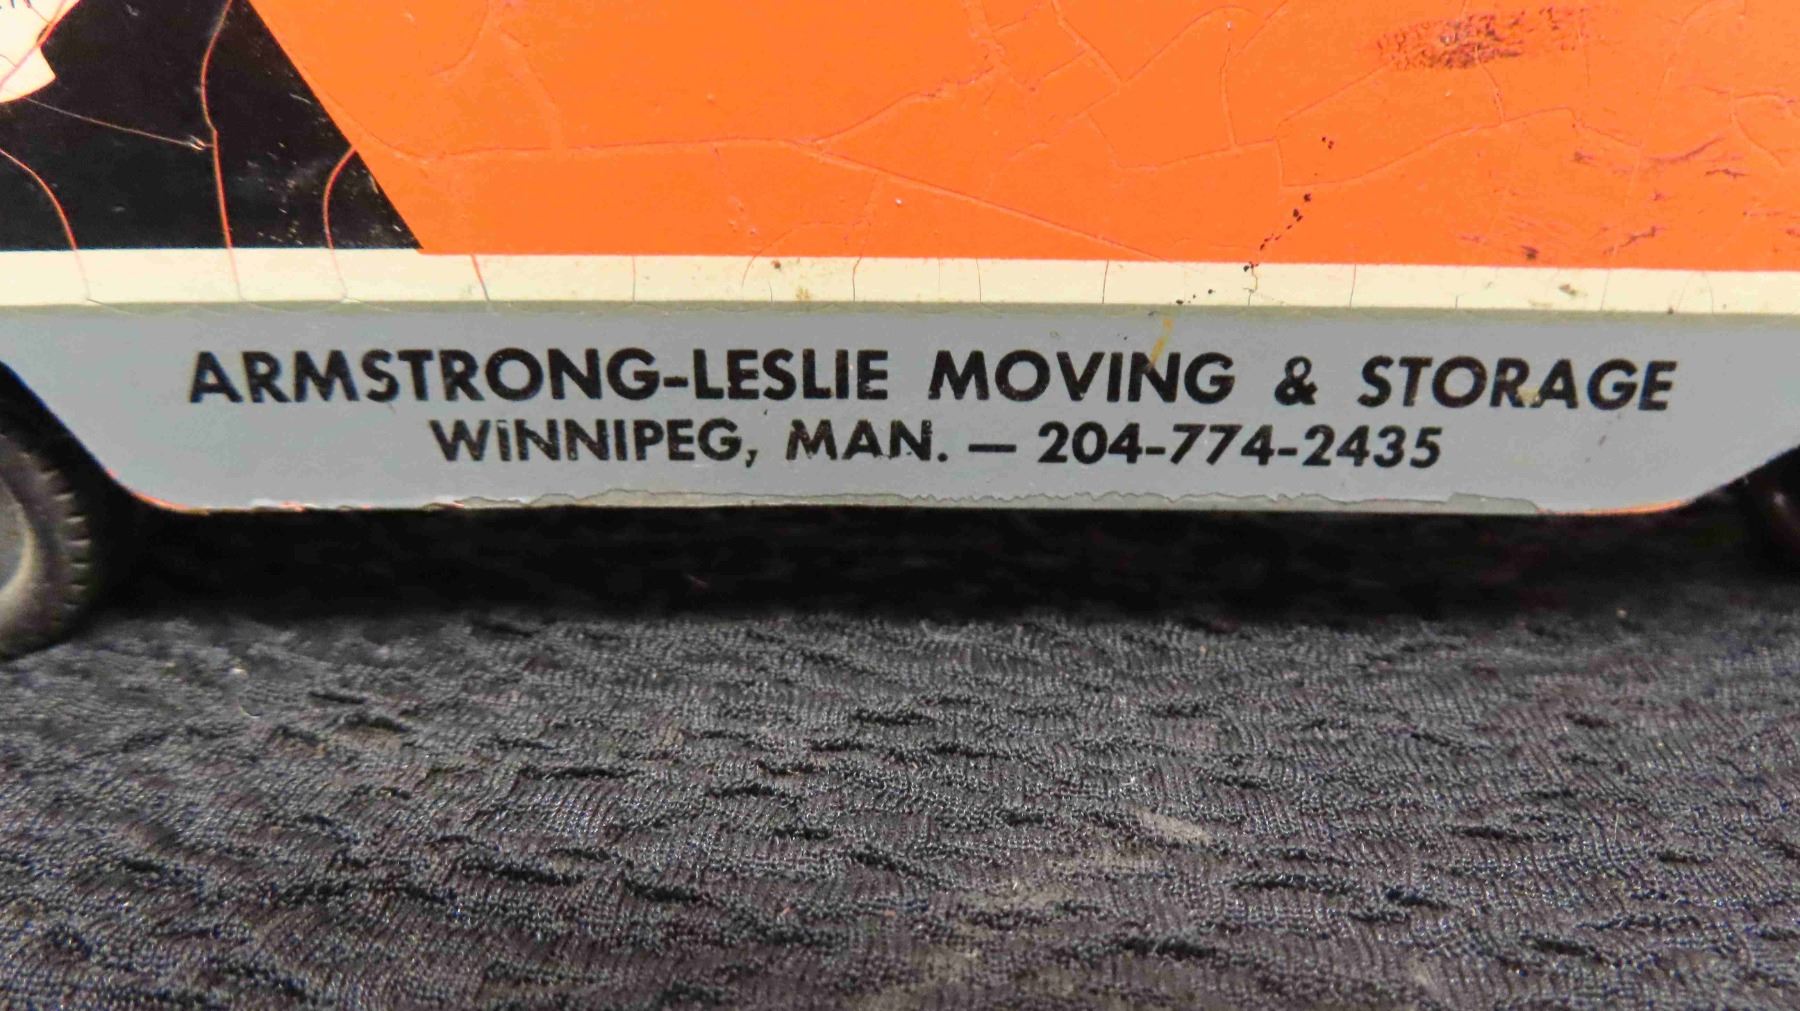 ARMSTRONG-LESLIE MOVING & STORAGE
WINNIPEG, MAN. — 204-774-2435